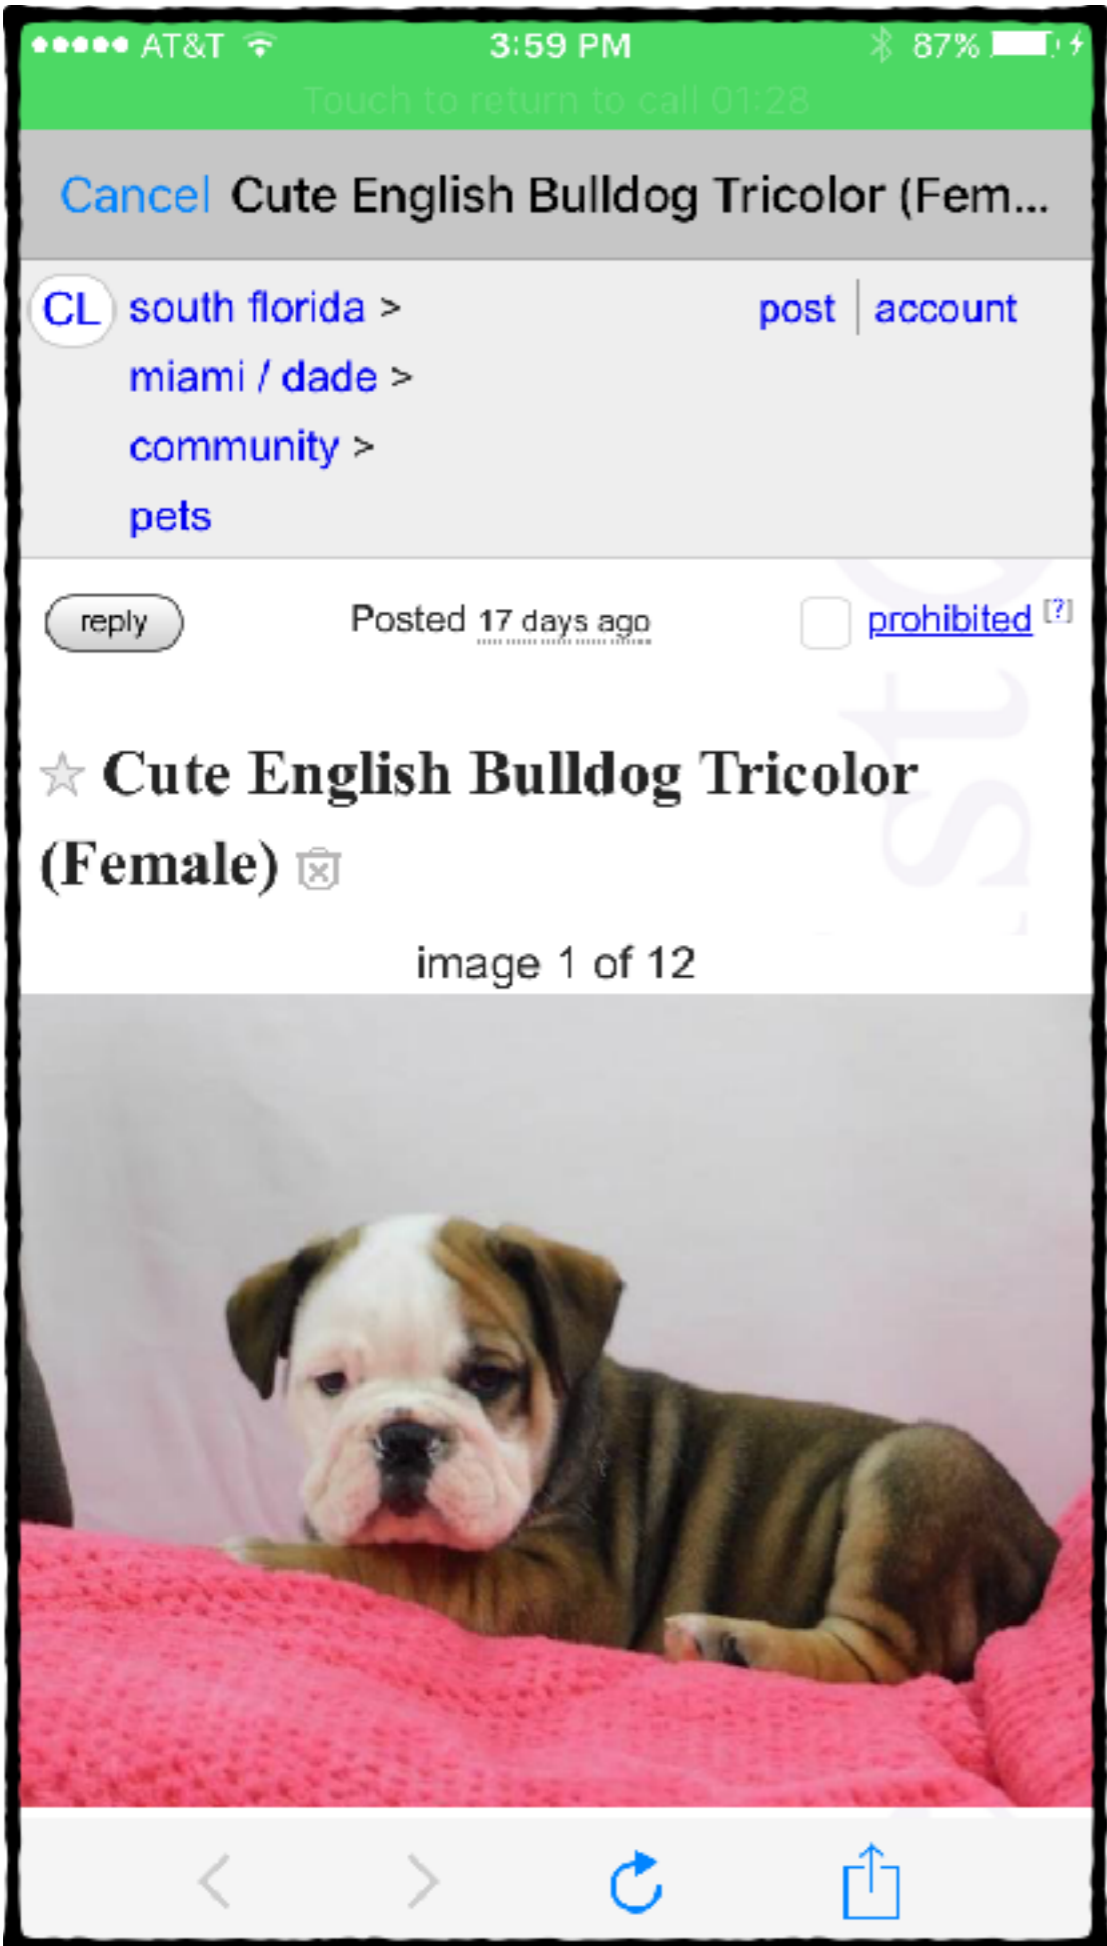 AT&T 3:59 PM 87%
Touch to return to call 01:28
Cancel Cute English Bulldog Tricolor (Fem...
CL south florida > post account
miami / dade >
community >
pets
reply Posted 17 days ago prohibited [?]
Cute English Bulldog Tricolor
(Female)
image 1 of 12